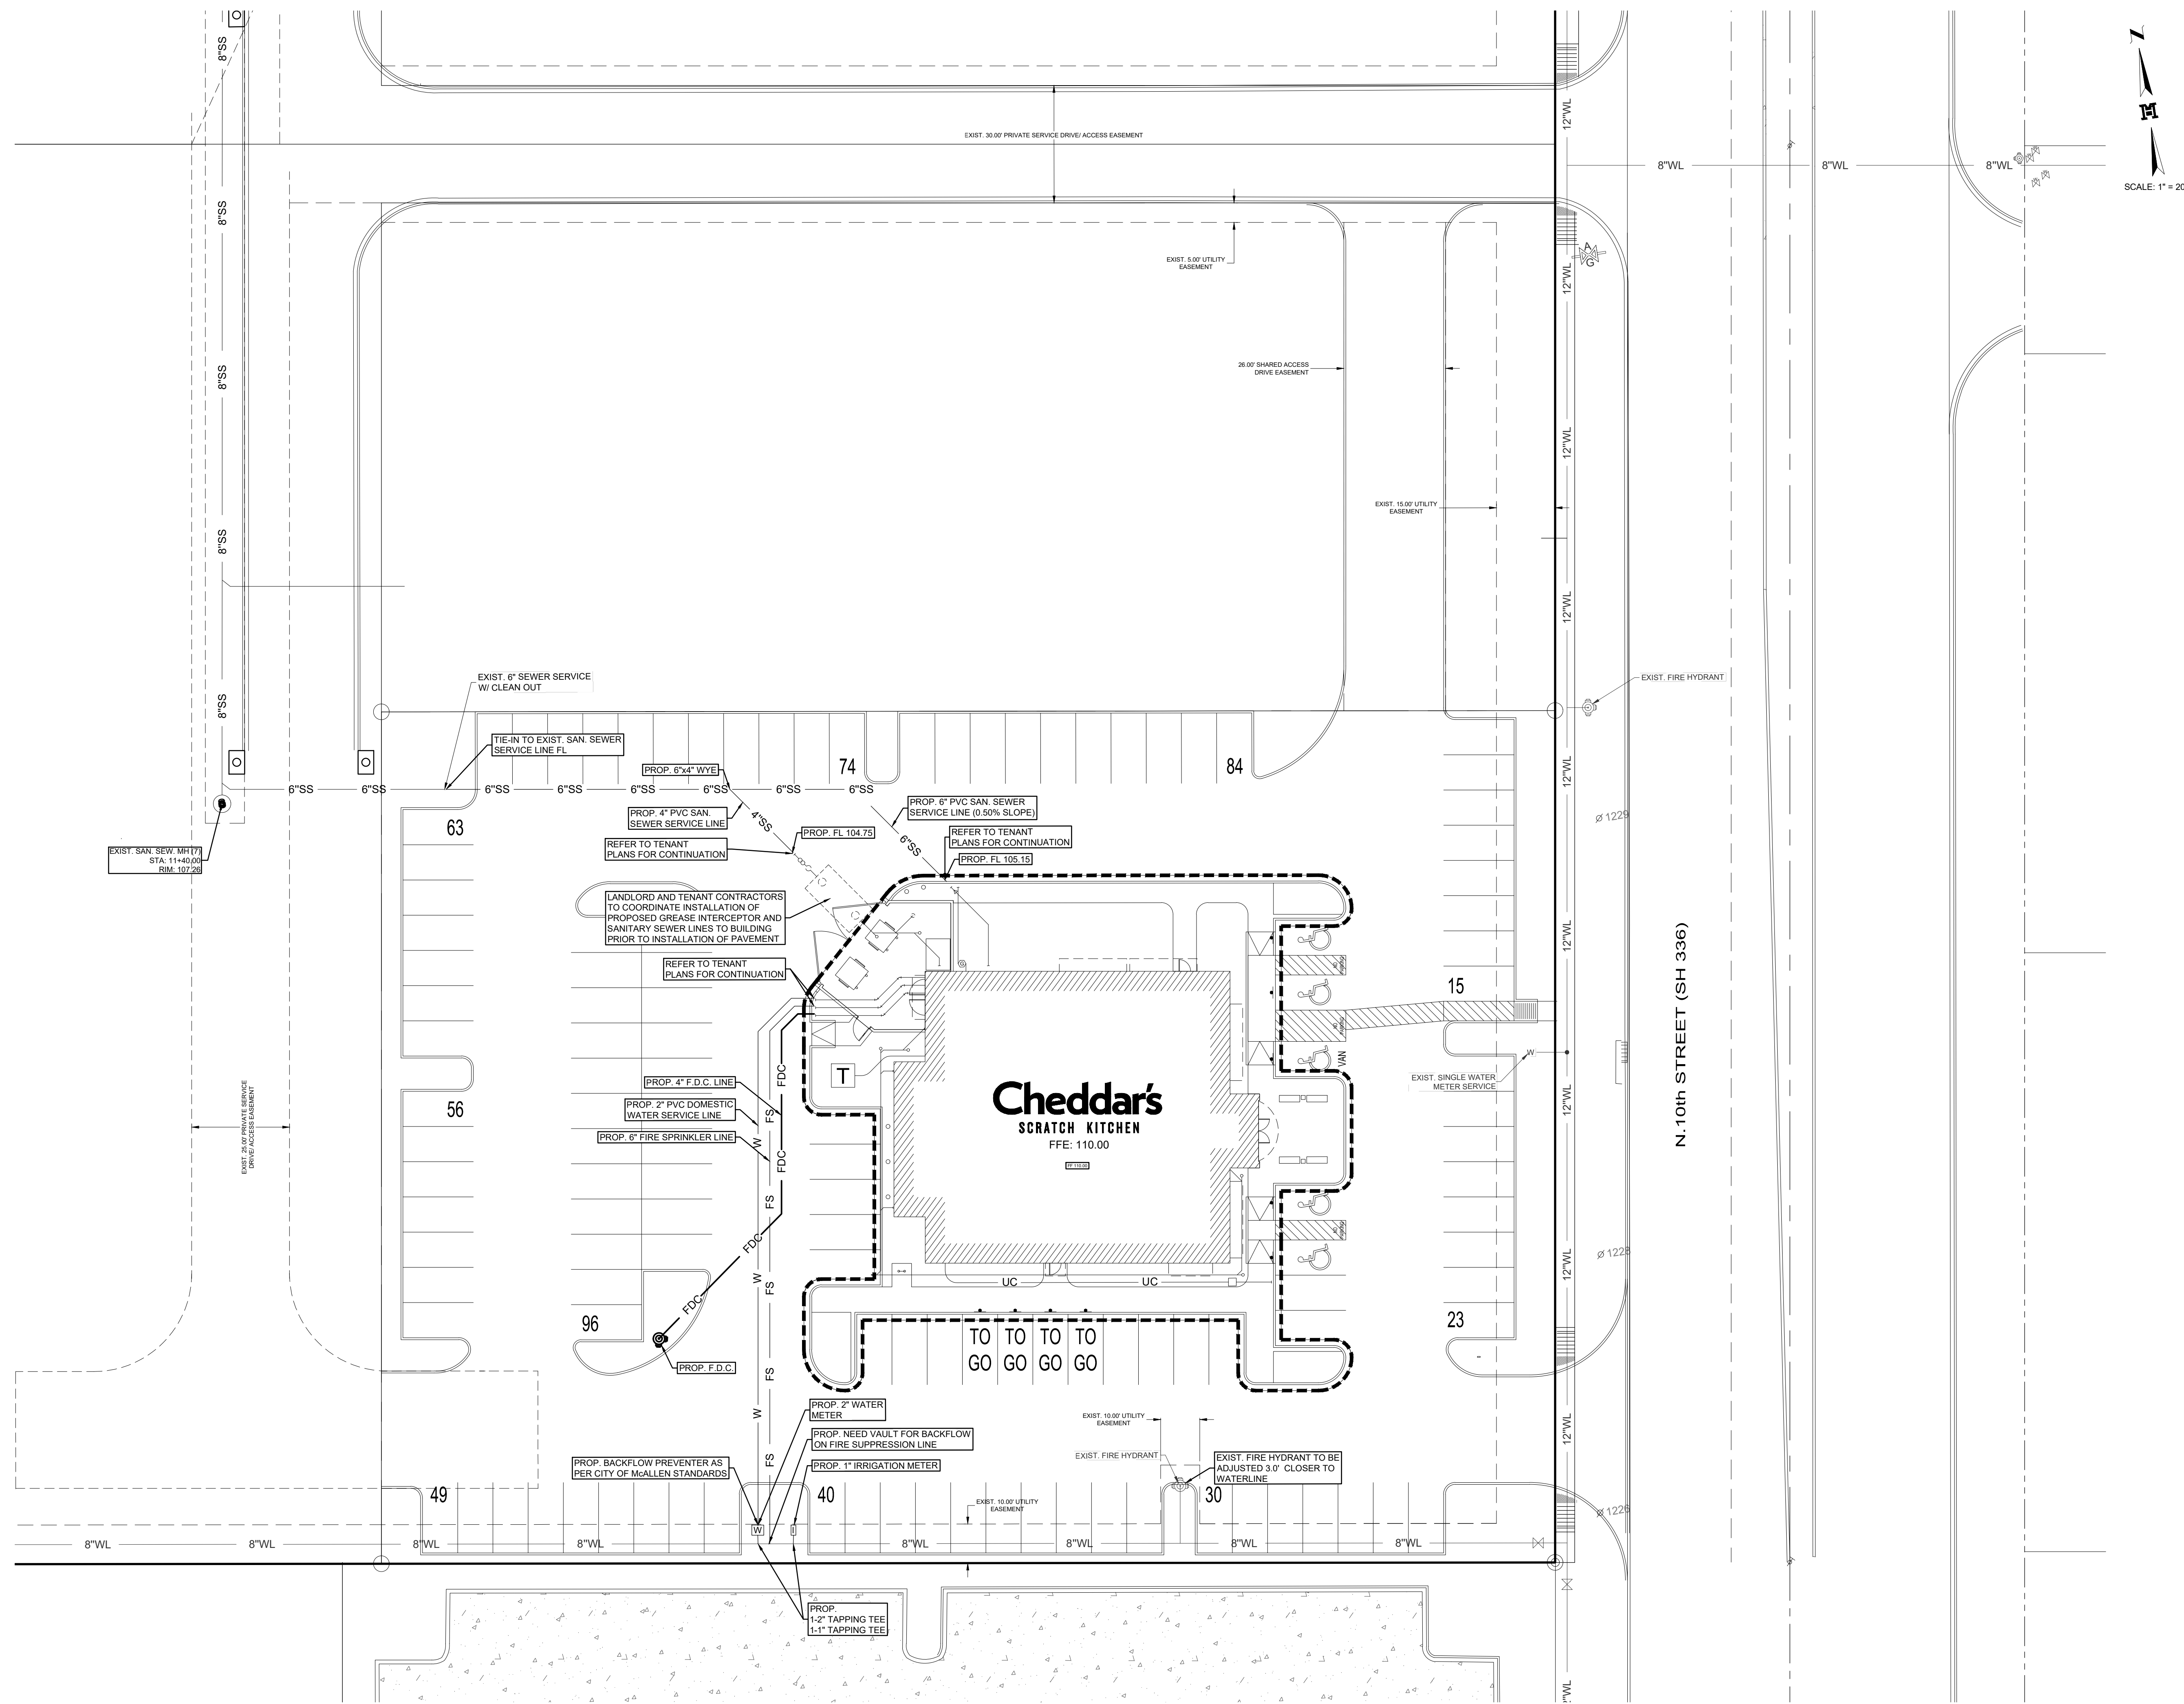 8"SS
12"WL
EXIST. 30.00' PRIVATE SERVICE DRIVE/ ACCESS EASEMENT
8"WL
8"WL
8"WL
SCALE: 1" = 20
8"SS
A
G
EXIST. 5.00' UTILITY
EASEMENT
12"WL
8"SS
26.00' SHARED ACCESS
DRIVE EASEMENT
12"WL
8"SS
EXIST. 15.00' UTILITY
EASEMENT
12"WL
8"SS
EXIST. 6" SEWER SERVICE
W/ CLEAN OUT
EXIST. FIRE HYDRANT
TIE-IN TO EXIST. SAN. SEWER
SERVICE LINE FL
74
84
PROP. 6"x4" WYE
12"WL
6"SS
6"SS
6"SS
6"SS
6"SS
6"SS
6"SS
6"SS
PROP. 4" PVC SAN.
SEWER SERVICE LINE
4"SS
PROP. 6" PVC SAN. SEWER
SERVICE LINE (0.50% SLOPE)
63
PROP. FL 104.75
REFER TO TENANT
PLANS FOR CONTINUATION
6"SS
REFER TO TENANT
PLANS FOR CONTINUATION
PROP. FL 105.15
1229
EXIST. SAN. SEW. MH (7)
STA: 11+40.00
RIM: 107.26
LANDLORD AND TENANT CONTRACTORS
TO COORDINATE INSTALLATION OF
PROPOSED GREASE INTERCEPTOR AND
SANITARY SEWER LINES TO BUILDING
PRIOR TO INSTALLATION OF PAVEMENT
12"WL
REFER TO TENANT
PLANS FOR CONTINUATION
15
N.10th STREET (SH 336)
VAN
W
T
FDC
EXIST. SINGLE WATER
METER SERVICE
PROP. 4" F.D.C. LINE
PROP. 2" PVC DOMESTIC
WATER SERVICE LINE
PROP. 6" FIRE SPRINKLER LINE
56
EXIST. 25.00' PRIVATE SERVICE
DRIVE/ ACCESS EASEMENT
Cheddar's
SCRATCH KITCHEN
FFE: 110.00
FF 110.00
12"WL
W
FS
FDC
FS
FDC
W
FS
UC
UC
12"WL
1228
FDC
96
PROP. F.D.C.
TO
GO
TO
GO
TO
GO
TO
GO
23
FS
W
PROP. 2" WATER
METER
EXIST. 10.00' UTILITY
EASEMENT
12"WL
PROP. NEED VAULT FOR BACKFLOW
ON FIRE SUPPRESSION LINE
FS
PROP. BACKFLOW PREVENTER AS
PER CITY OF McALLEN STANDARDS
PROP. 1" IRRIGATION METER
EXIST. FIRE HYDRANT
EXIST. FIRE HYDRANT TO BE
ADJUSTED 3.0' CLOSER TO
WATERLINE
49
40
30
EXIST. 10.00' UTILITY
EASEMENT
1226
W
I
8"WL
8"WL
8"WL
8"WL
8"WL
8"WL
8"WL
8"WL
PROP.
1-2" TAPPING TEE
1-1" TAPPING TEE
2"WL